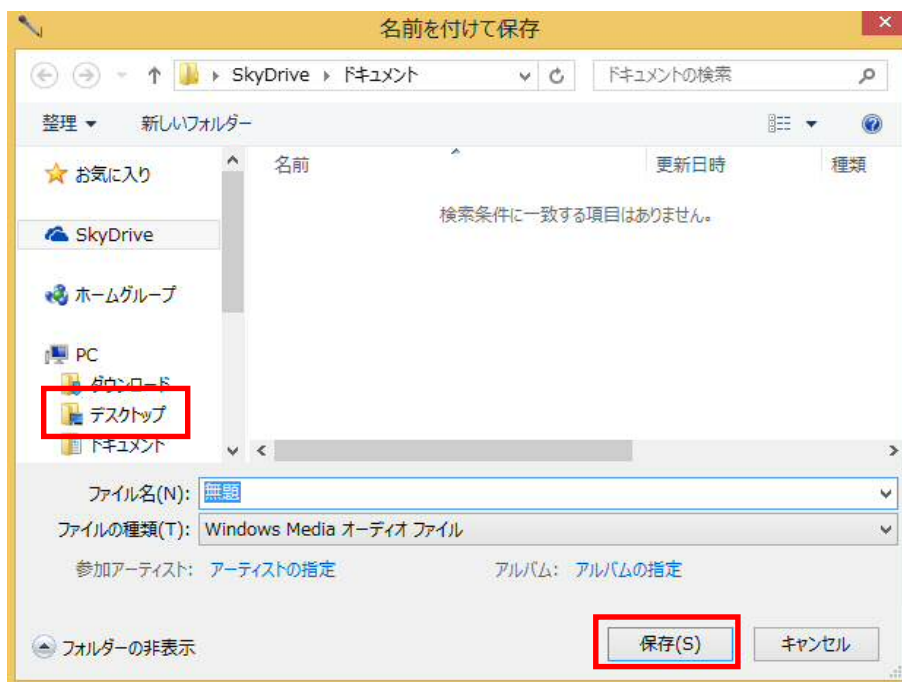 名前を付けて保存
SkyDrive ドキュメント ドキュメントの検索
整理 新しいフォルダー
お気に入り 名前 更新日時 種類
検索条件に一致する項目はありません。
SkyDrive
ホームグループ
PC
ダウンロード
デスクトップ
ドキュメント
ファイル名(N): 無題
ファイルの種類(T): Windows Media オーディオ ファイル
参加アーティスト: アーティストの指定 アルバム: アルバムの指定
フォルダーの非表示 保存(S) キャンセル